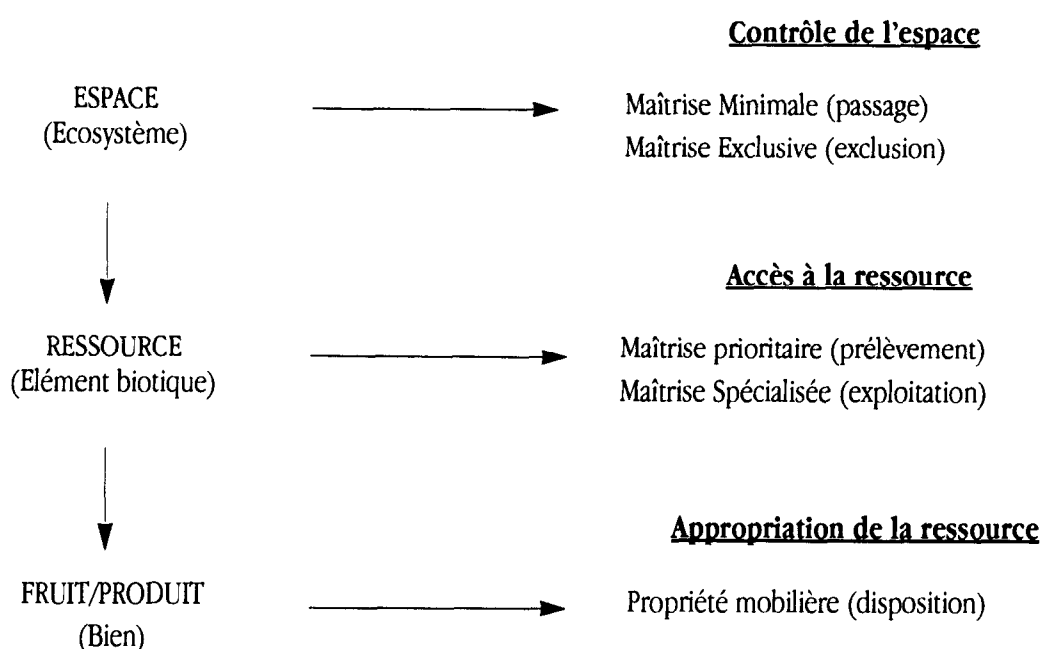 Contrôle de l'espace
ESPACE
(Ecosystème)
Maîtrise Minimale (passage)
Maîtrise Exclusive (exclusion)
Accès à la ressource
RESSOURCE
(Elément biotique)
Maîtrise prioritaire (prélèvement)
Maîtrise Spécialisée (exploitation)
Appropriation de la ressource
FRUIT/PRODUIT
(Bien)
Propriété mobilière (disposition)